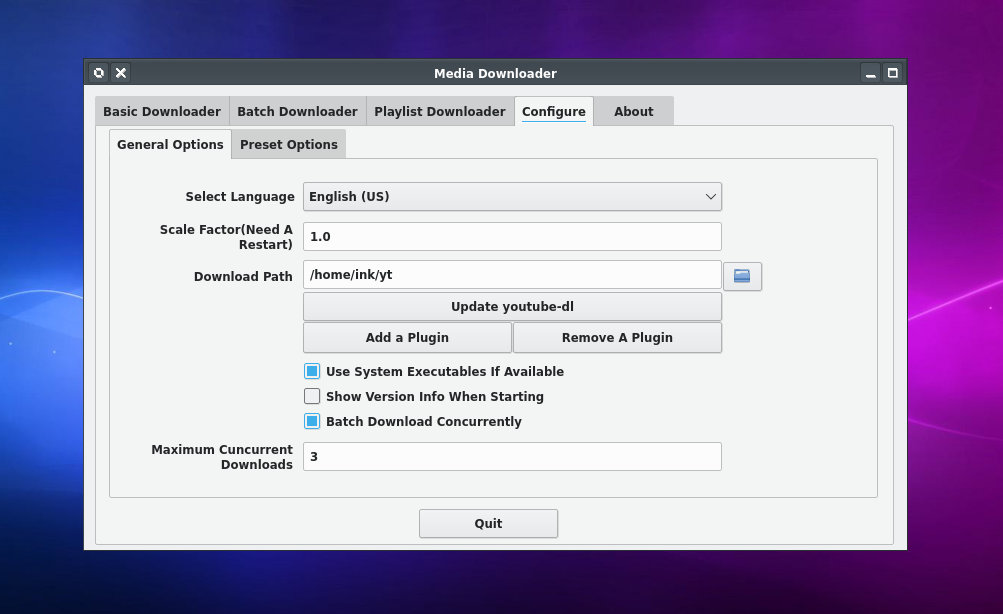 Media Downloader
Basic Downloader Batch Downloader Playlist Downloader Configure About
General Options Preset Options
Select Language English (US)
Scale Factor(Need A
Restart) 1.0
Download Path /home/ink/yt
Update youtube-dl
Add a Plugin Remove A Plugin
Use System Executables If Available
Show Version Info When Starting
Batch Download Concurrently
Maximum Cuncurrent
Downloads 3
Quit